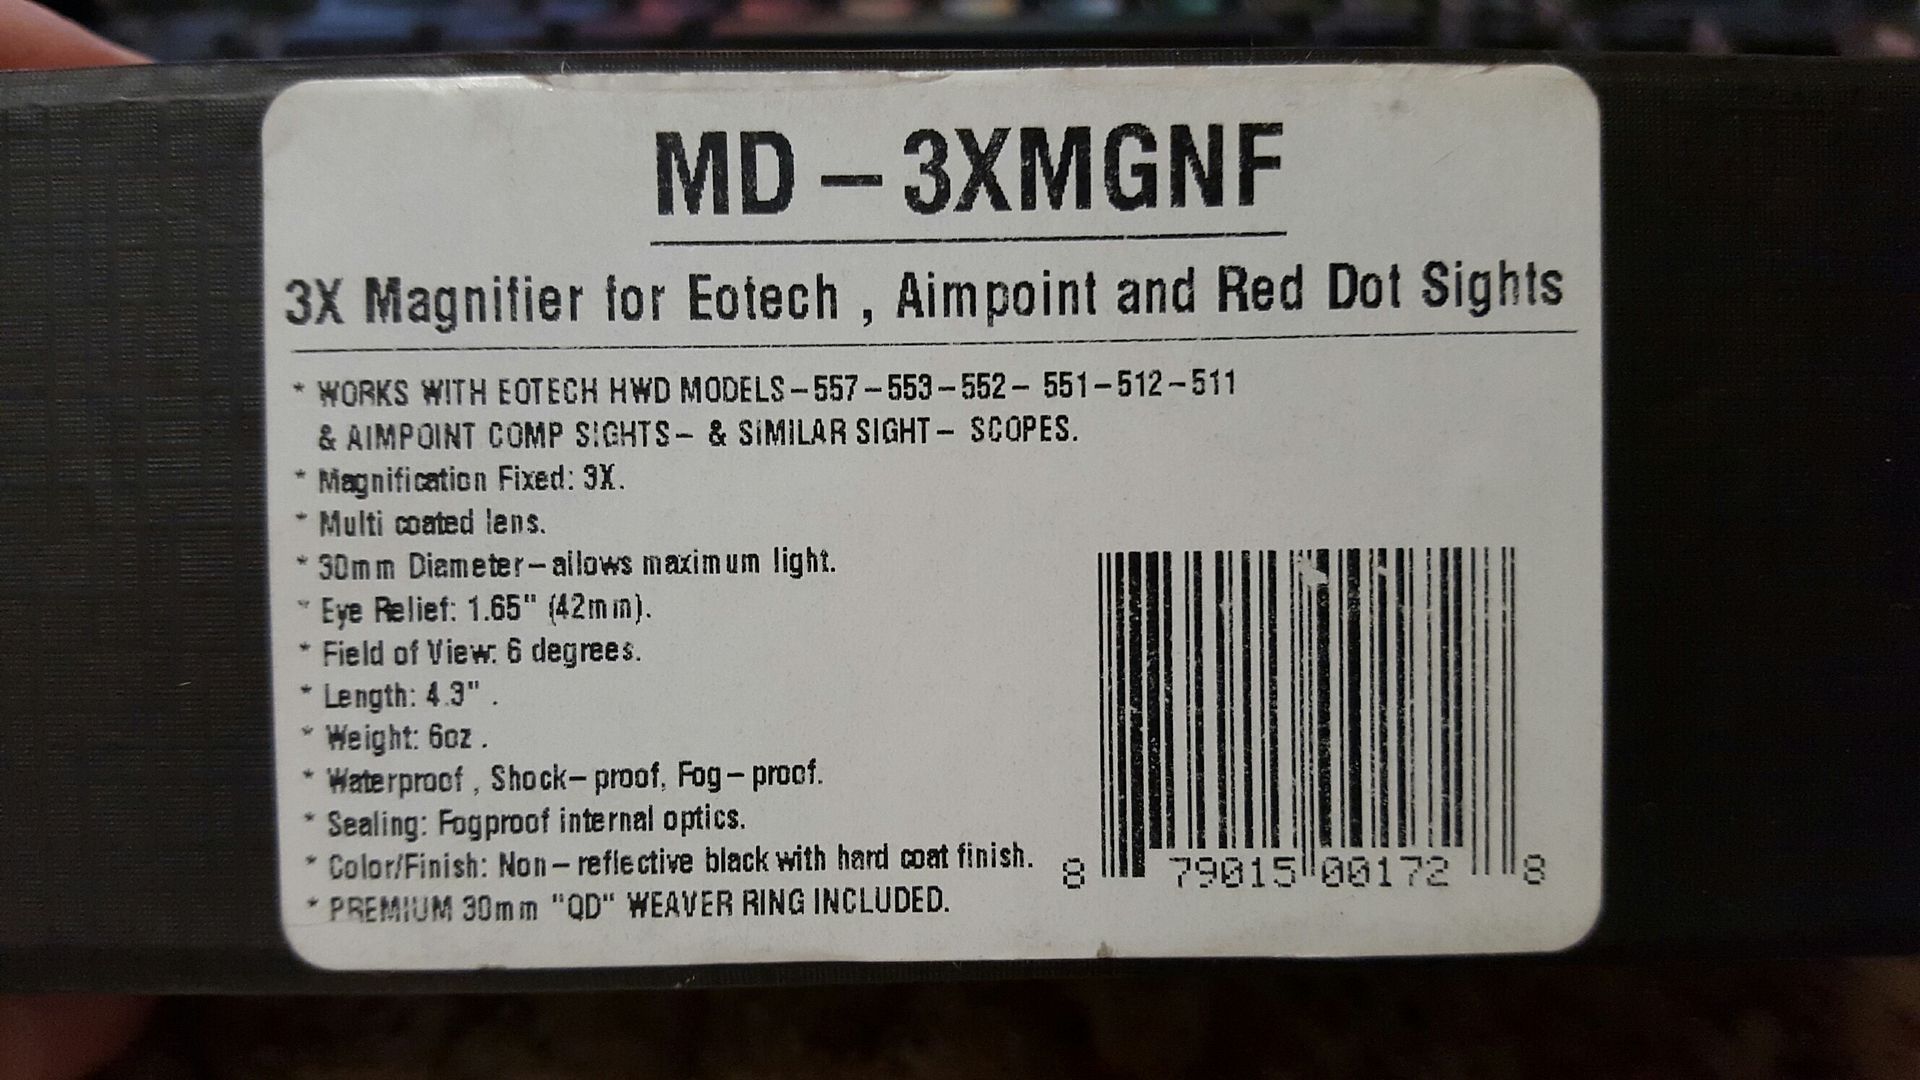 MD – 3XMGNF
3X Magnifier for Eotech , Aimpoint and Red Dot Sights
* WORKS WITH EOTECH HWD MODELS – 557 – 553 – 552 – 551 – 512 – 511
& AIMPOINT COMP SIGHTS – & SIMILAR SIGHT – SCOPES.
* Magnification Fixed: 3X.
* Multi coated lens.
* 30mm Diameter – allows maximum light.
* Eye Relief: 1.65" (42mm).
* Field of View: 6 degrees.
* Length: 4.3" .
* Weight: 6oz .
* Waterproof , Shock – proof, Fog – proof.
* Sealing: Fogproof internal optics.
* Color/Finish: Non – reflective black with hard coat finish.
* PREMIUM 30mm "QD" WEAVER RING INCLUDED.
8 79015 00172 8